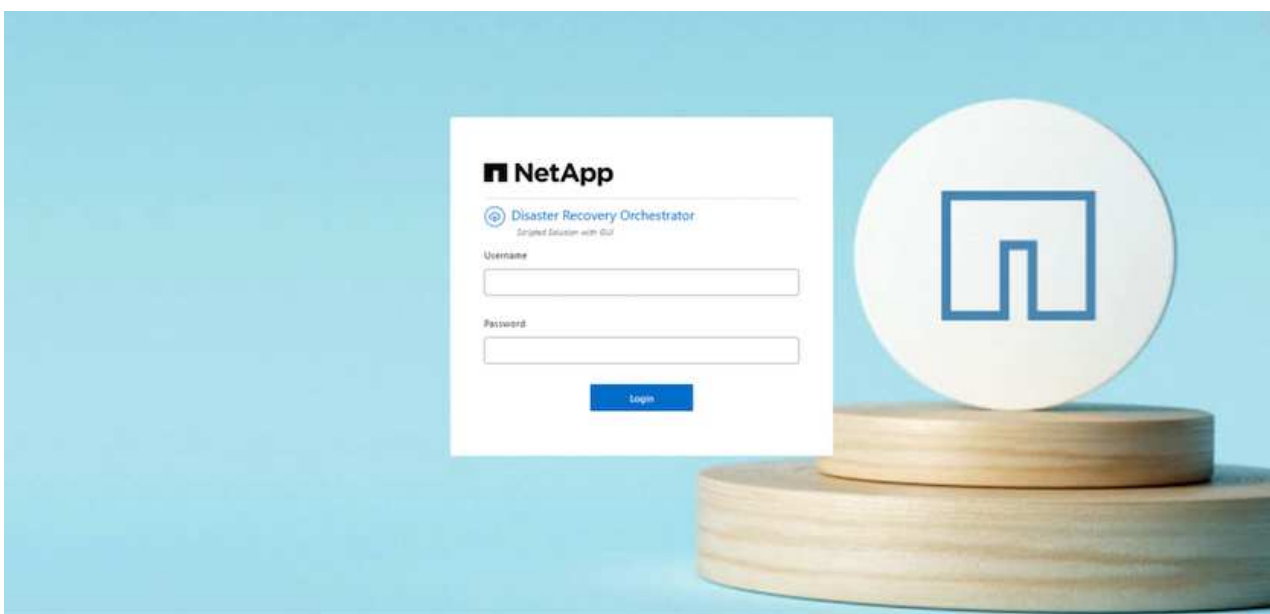 NetApp
Disaster Recovery Orchestrator
Scripted Solution with GUI
Username
Password
Login